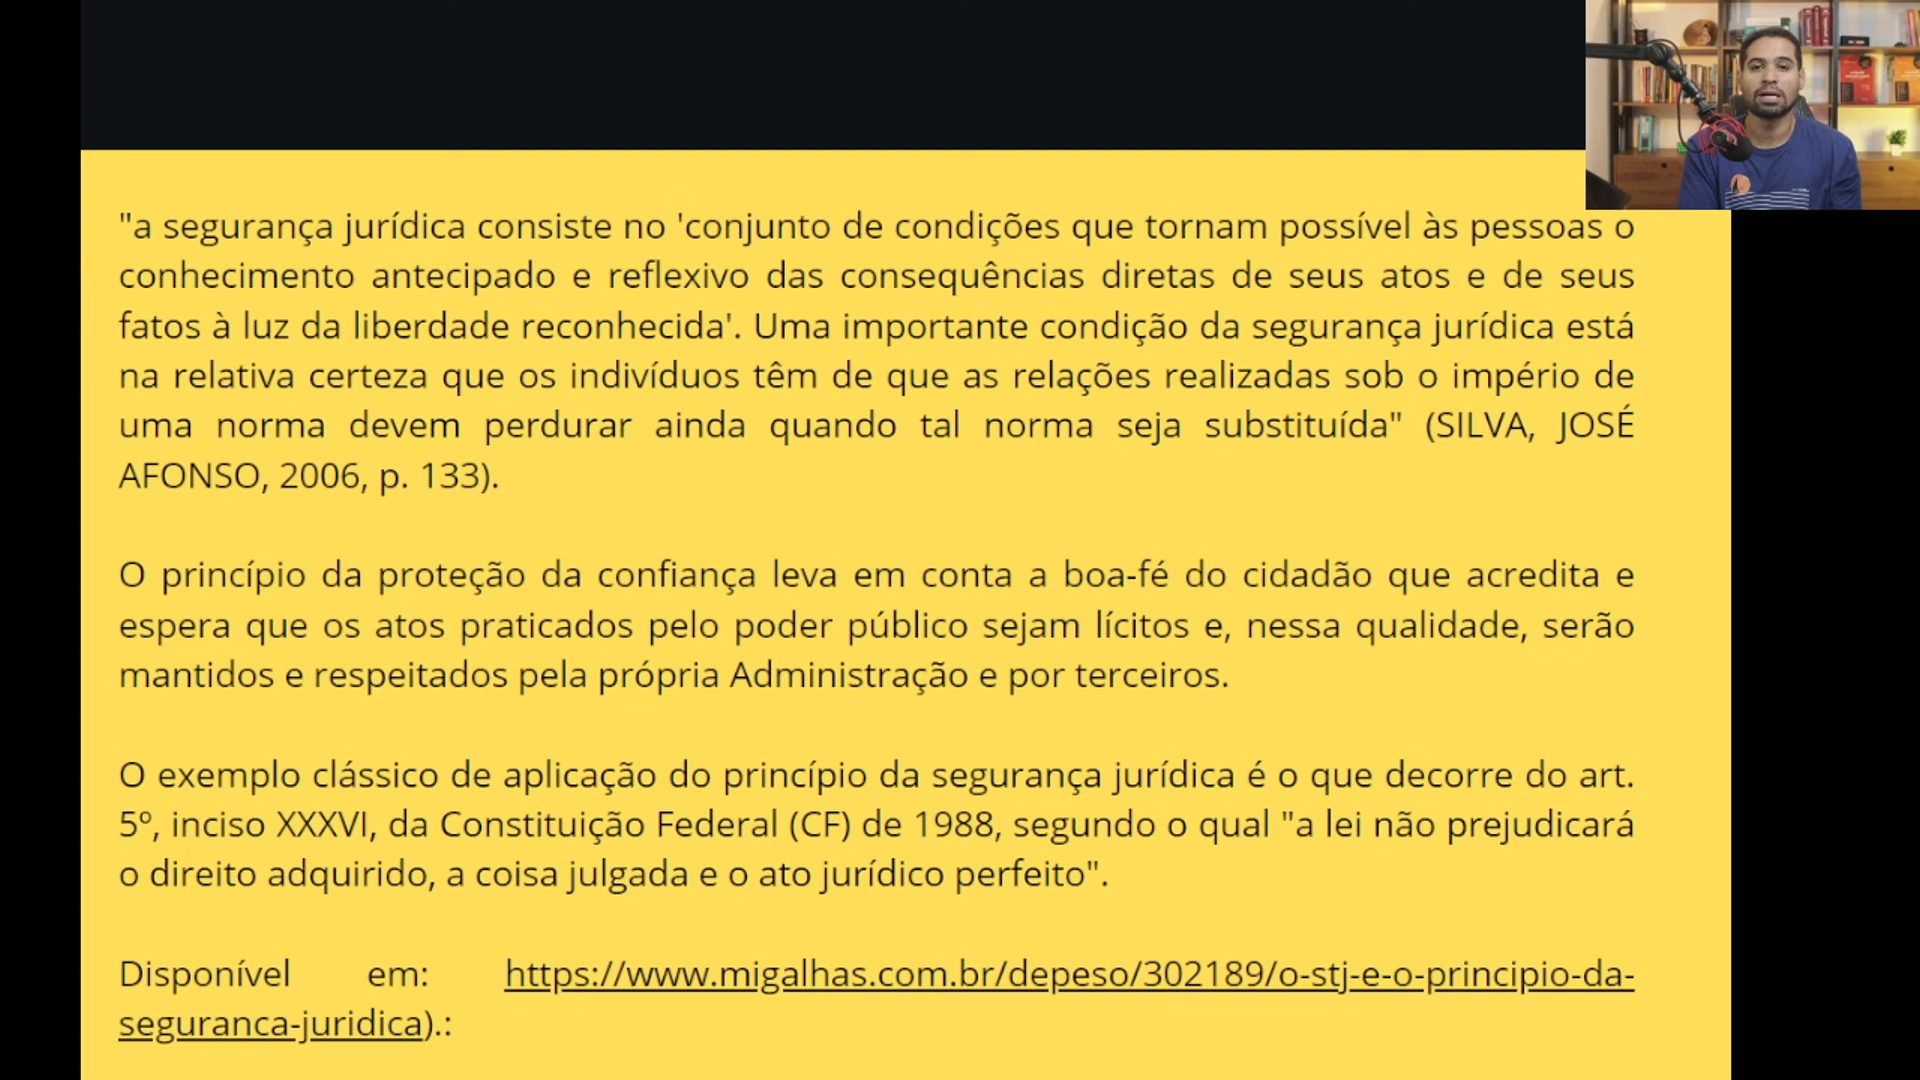 "a segurança jurídica consiste no 'conjunto de condições que tornam possível às pessoas o
conhecimento antecipado e reflexivo das consequências diretas de seus atos e de seus
fatos à luz da liberdade reconhecida'. Uma importante condição da segurança jurídica está
na relativa certeza que os indivíduos têm de que as relações realizadas sob o império de
uma norma devem perdurar ainda quando tal norma seja substituída" (SILVA, JOSÉ
AFONSO, 2006, p. 133).
O princípio da proteção da confiança leva em conta a boa-fé do cidadão que acredita e
espera que os atos praticados pelo poder público sejam lícitos e, nessa qualidade, serão
mantidos e respeitados pela própria Administração e por terceiros.
O exemplo clássico de aplicação do princípio da segurança jurídica é o que decorre do art.
5º, inciso XXXVI, da Constituição Federal (CF) de 1988, segundo o qual "a lei não prejudicará
o direito adquirido, a coisa julgada e o ato jurídico perfeito".
Disponível em: https://www.migalhas.com.br/depeso/302189/o-stj-e-o-principio-da-
seguranca-juridica).: